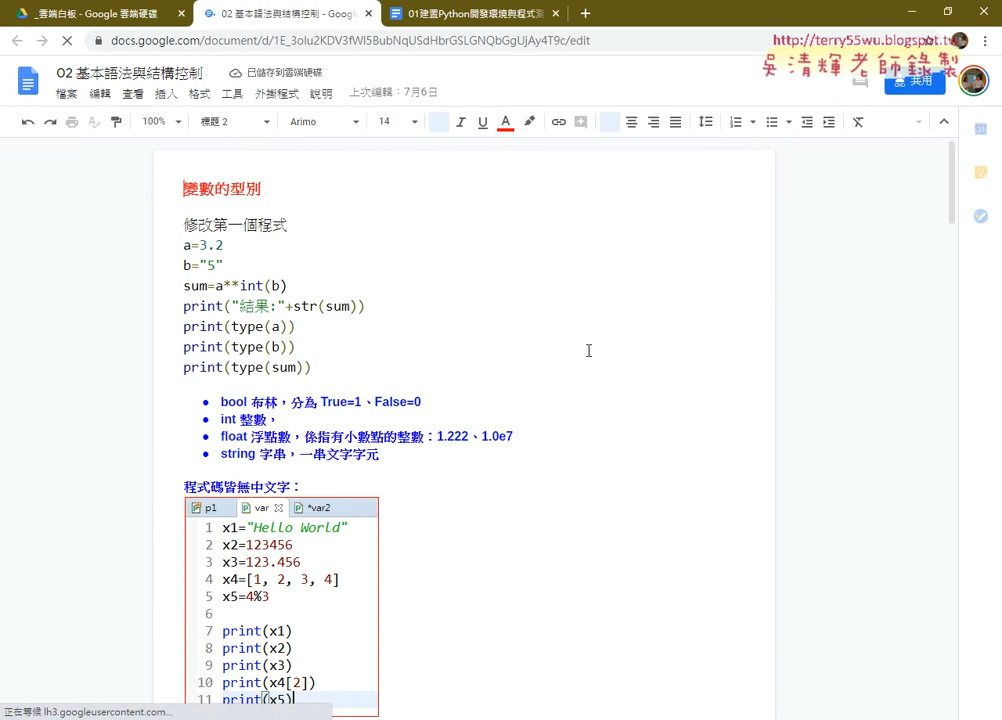 _雲端白板 - Google 雲端硬碟
02 基本語法與結構控制 - Goog
01建置Python開發環境與程式
docs.google.com/document/d/1E_3olu2KDV3fWI5BubNqUSdHbrGSLGNQbGgUjAy4T9c/edit
http://terry55wu.blogspot.tw
吳清輝老師錄製
02 基本語法與結構控制
已儲存到雲端硬碟
檔案 編輯 查看 插入 格式 工具 外掛程式 說明
上次編輯：7月6日
共用
100% 標題 2 Arimo 14
變數的型別
修改第一個程式
a=3.2
b="5"
sum=a**int(b)
print("結果:"+str(sum))
print(type(a))
print(type(b))
print(type(sum))
bool 布林，分為 True=1、False=0
int 整數，
float 浮點數，係指有小數點的整數：1.222、1.0e7
string 字串，一串文字字元
程式碼皆無中文字：
p1 var *var2
1 x1="Hello World"
2 x2=123456
3 x3=123.456
4 x4=[1, 2, 3, 4]
5 x5=4%3
6
7 print(x1)
8 print(x2)
9 print(x3)
10 print(x4[2])
11 print(x5)
正在等候 lh3.googleusercontent.com...